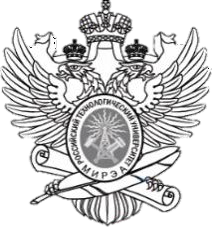 РОССИЙСКИЙ ТЕХНОЛОГИЧЕСКИЙ УНИВЕРСИТЕТ
МИРЭА